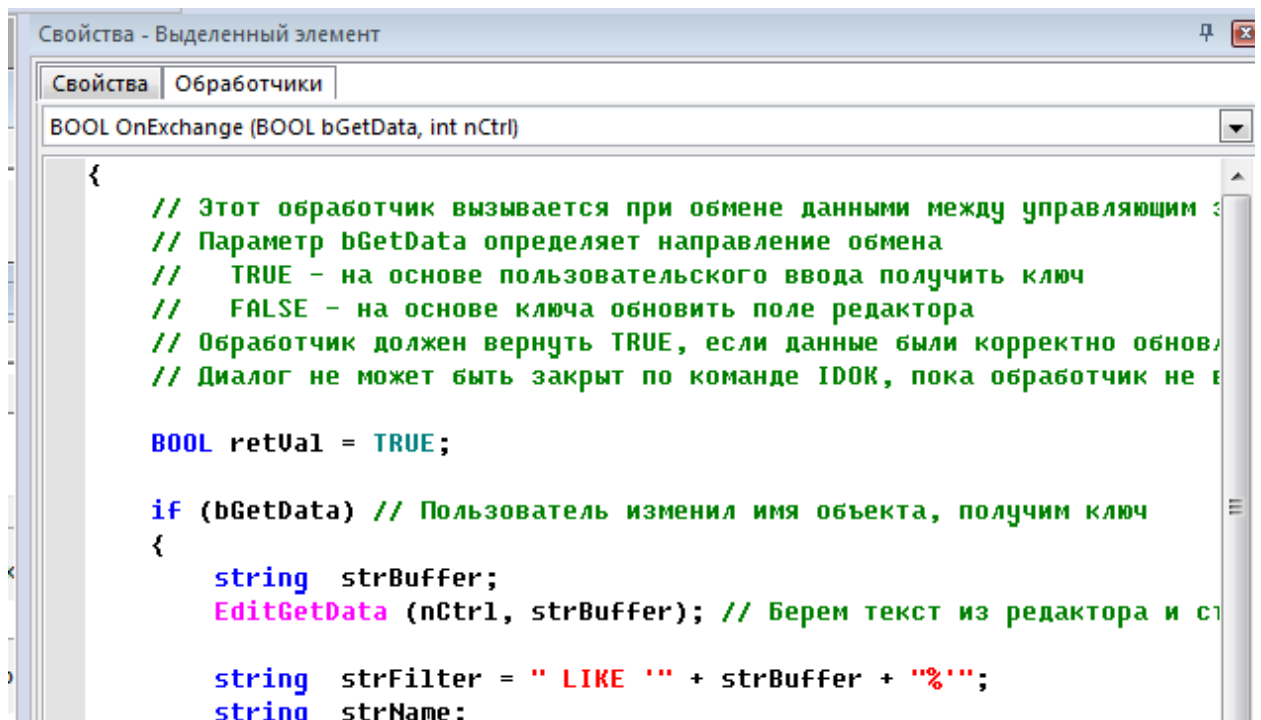 Свойства - Выделенный элемент
Свойства Обработчики
BOOL OnExchange (BOOL bGetData, int nCtrl)
{
// Этот обработчик вызывается при обмене данными между управляющим
// Параметр bGetData определяет направление обмена
// TRUE - на основе пользовательского ввода получить ключ
// FALSE - на основе ключа обновить поле редактора
// Обработчик должен вернуть TRUE, если данные были корректно
// Диалог не может быть закрыт по команде IDOK, пока обработчик не
BOOL retVal = TRUE;
if (bGetData) // Пользователь изменил имя объекта, получим ключ
{
string strBuffer;
EditGetData (nCtrl, strBuffer); // Берем текст из редактора и
string strFilter = " LIKE '" + strBuffer + "%'";
string strName;